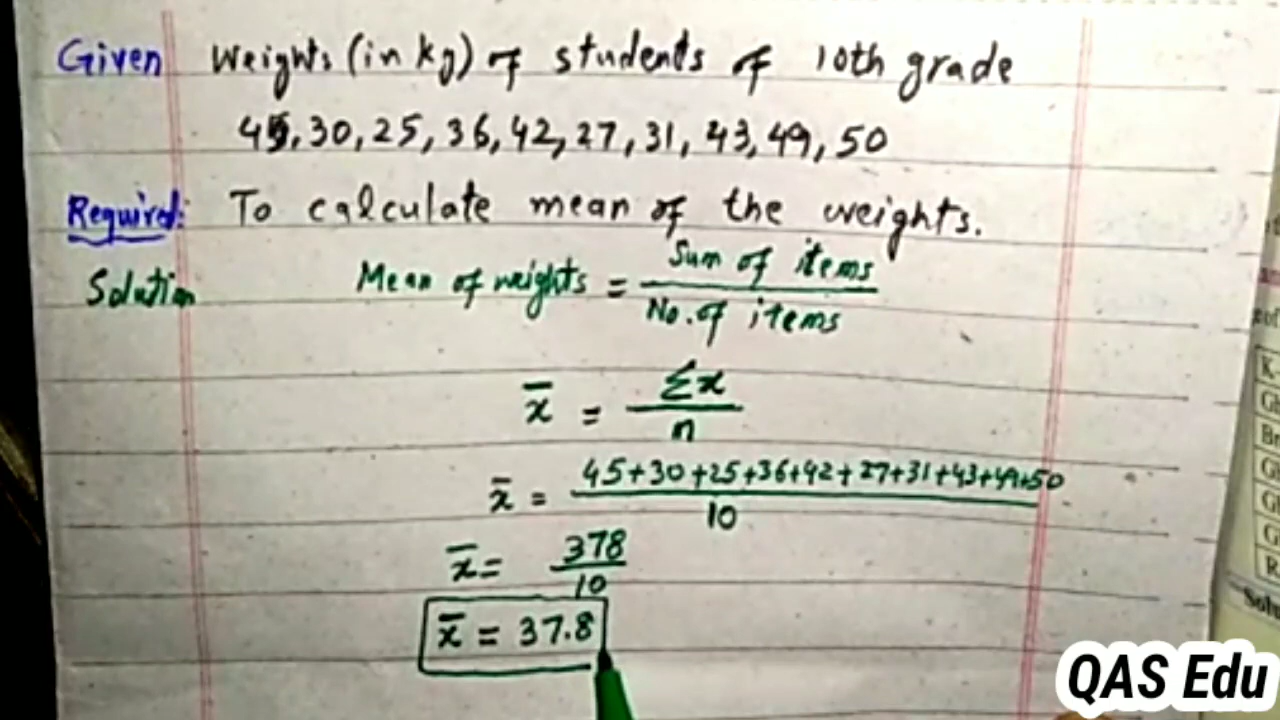 Given Weights (in kg) of students of 10th grade
45, 30, 25, 36, 42, 27, 31, 43, 49, 50
Required: To calculate mean of the weights.
Solution Mean of weights = Sum of items
No. of items
x̄ = Σx
n
x̄ = 45+30+25+36+42+27+31+43+49+50
10
x̄ = 378
10
x̄ = 37.8
QAS Edu